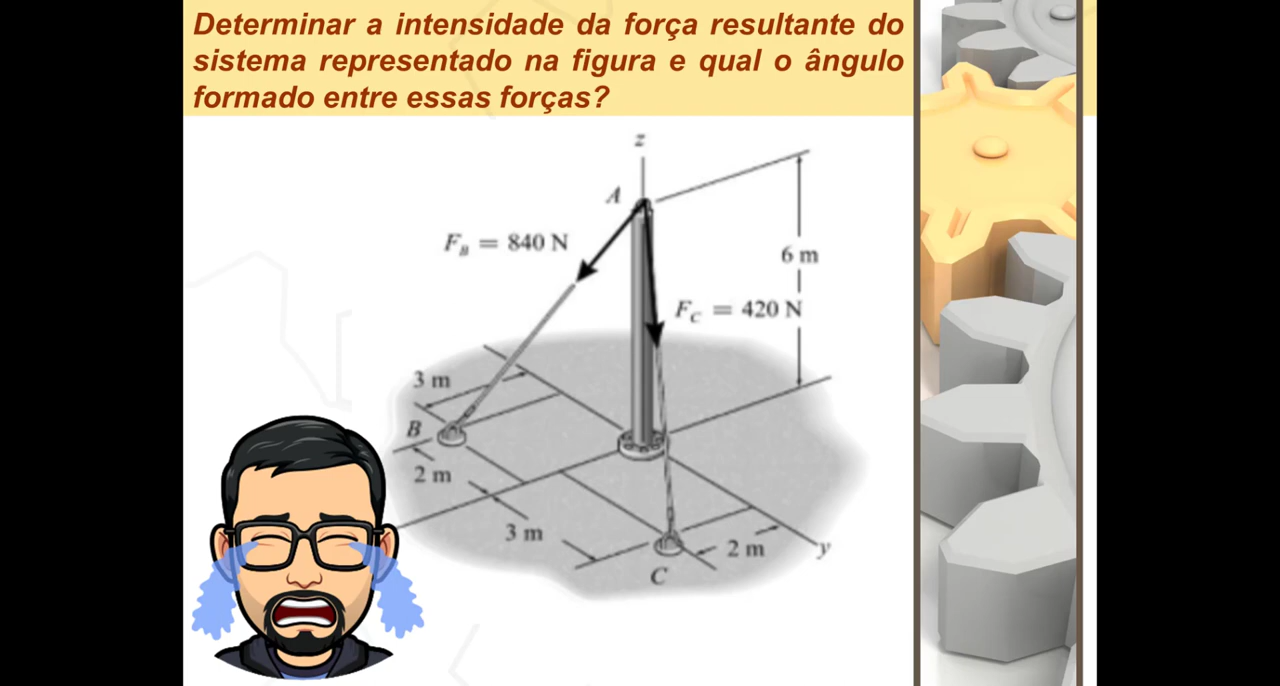 Determinar a intensidade da força resultante do
sistema representado na figura e qual o ângulo
formado entre essas forças?
z
A
F_B = 840 N
6 m
F_C = 420 N
3 m
B
2 m
3 m
2 m
y
C